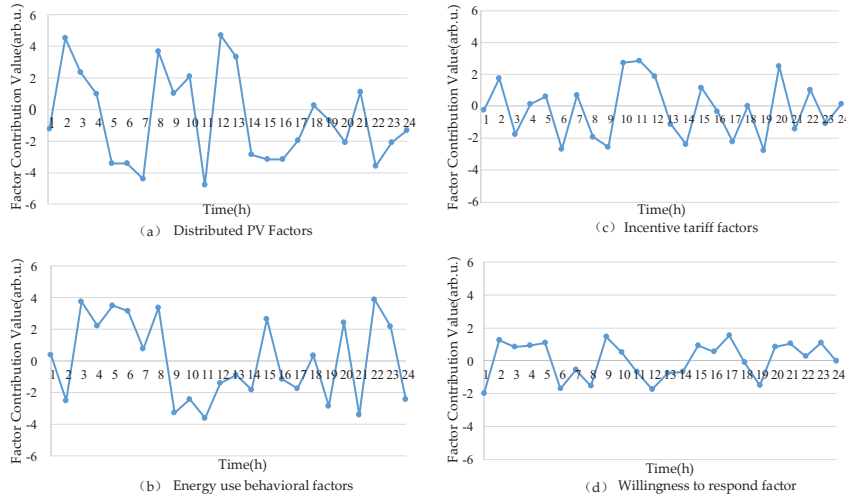 Factor Contribution Value(arb.u.)
6
4
2
0
-2
-4
-6
1 2 3 4 5 6 7 8 9 10 11 12 13 14 15 16 17 18 19 20 21 22 23 24
Time(h)
(a) Distributed PV Factors
Factor Contribution Value(arb.u.)
6
4
2
0
-2
-4
-6
1 2 3 4 5 6 7 8 9 10 11 12 13 14 15 16 17 18 19 20 21 22 23 24
Time(h)
(c) Incentive tariff factors
Factor Contribution Value(arb.u.)
6
4
2
0
-2
-4
-6
1 2 3 4 5 6 7 8 9 10 11 12 13 14 15 16 17 18 19 20 21 22 23 24
Time(h)
(b) Energy use behavioral factors
Factor Contribution Value(arb.u.)
6
4
2
0
-2
-4
-6
1 2 3 4 5 6 7 8 9 10 11 12 13 14 15 16 17 18 19 20 21 22 23 24
Time(h)
(d) Willingness to respond factor